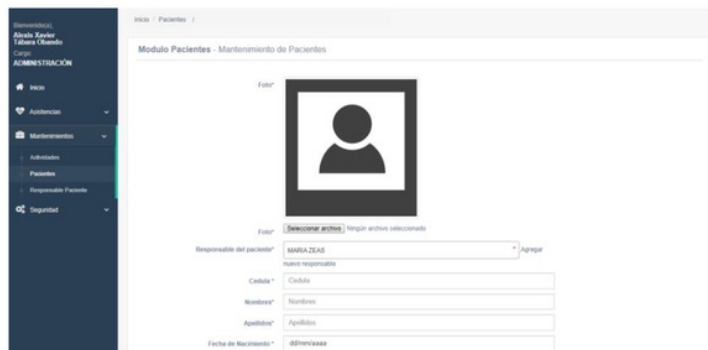 Bienvenido(a),
Alexis Xavier
Tábara Obando
Cargo:
ADMINISTRACIÓN
Inicio
Asistencias
Mantenimientos
Actividades
Pacientes
Responsable Paciente
Seguridad
Inicio / Pacientes /
Modulo Pacientes - Mantenimiento de Pacientes
Foto*
Foto* Seleccionar archivo Ningún archivo seleccionado
Responsable del paciente* MARIA ZEAS Agregar
nuevo responsable
Cedula * Cedula
Nombres* Nombres
Apellidos* Apellidos
Fecha de Nacimiento * dd/mm/aaaa